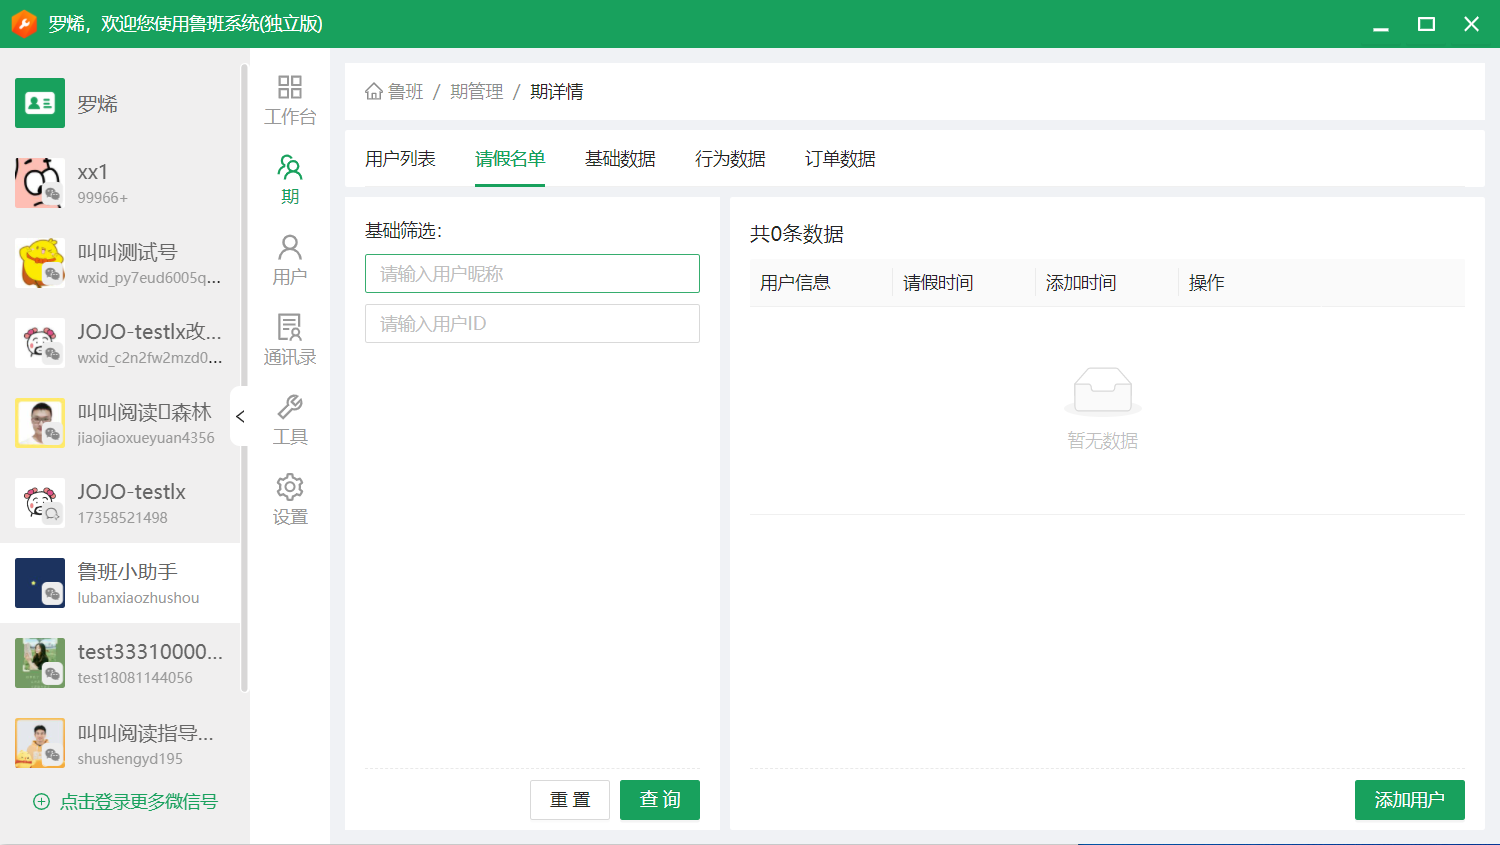 罗烯，欢迎您使用鲁班系统(独立版)
罗烯
xx1
99966+
叫叫测试号
wxid_py7eud6005q...
JOJO-testlx改...
wxid_c2n2fw2mzd0...
叫叫阅读▯森林
jiaojiaoxueyuan4356
JOJO-testlx
17358521498
鲁班小助手
lubanxiaozhushou
test33310000...
test18081144056
叫叫阅读指导...
shushengyd195
点击登录更多微信号
工作台
期
用户
通讯录
工具
设置
鲁班 / 期管理 / 期详情
用户列表 请假名单 基础数据 行为数据 订单数据
基础筛选:
请输入用户昵称
请输入用户ID
重 置 查 询
共0条数据
用户信息 请假时间 添加时间 操作
暂无数据
添加用户